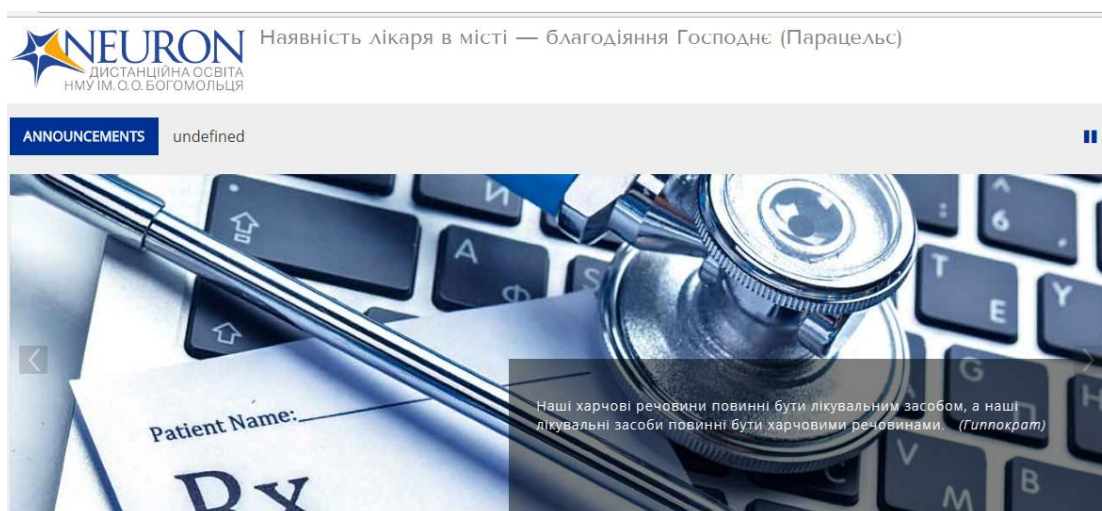 NEURON
ДИСТАНЦІЙНА ОСВІТА
НМУ ІМ. О.О. БОГОМОЛЬЦЯ
Наявність лікаря в місті — благодіяння Господнє (Парацельс)
ANNOUNCEMENTS undefined
И
^
:
6
,
А
Ф
S
Т
Е
Y
G
П
Н
Patient Name:
Rx
Наші харчові речовини повинні бути лікувальним засобом, а наші
лікувальні засоби повинні бути харчовими речовинами. (Гиппократ)
V
М
В